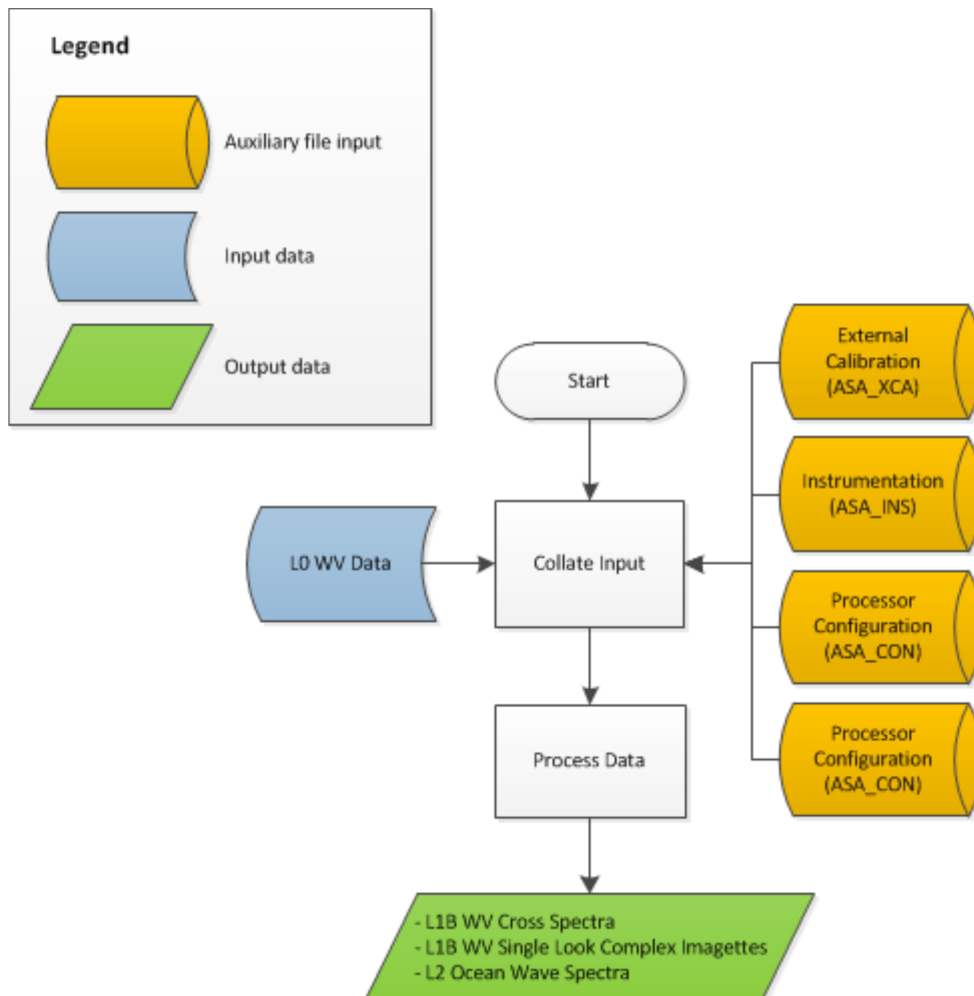 Legend
Auxiliary file input
Input data
Output data
Start
External
Calibration
(ASA_XCA)
Instrumentation
(ASA_INS)
L0 WV Data
Collate Input
Processor
Configuration
(ASA_CON)
Process Data
Processor
Configuration
(ASA_CON)
- L1B WV Cross Spectra
- L1B WV Single Look Complex Imagettes
- L2 Ocean Wave Spectra